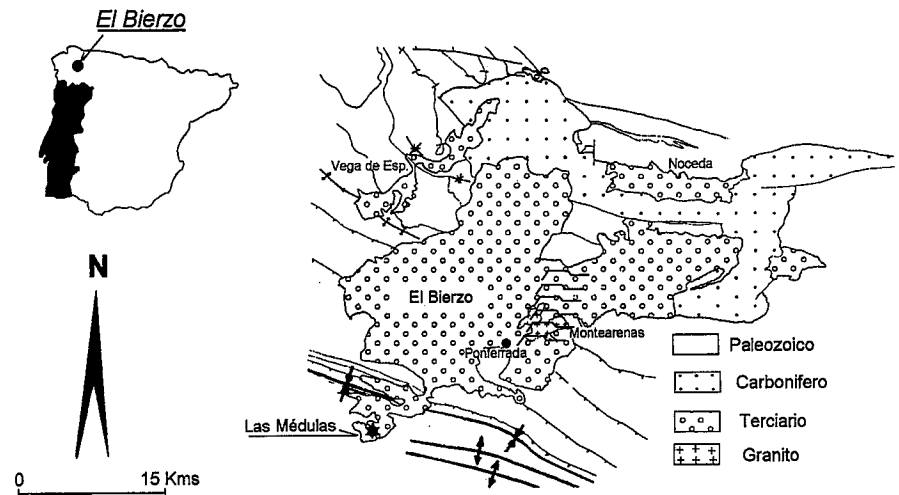 El Bierzo
N
0 15 Kms
Vega de Esp.
Noceda
El Bierzo
Montearenas
Ponferrada
Las Médulas
Paleozoico
Carbonifero
Terciario
Granito